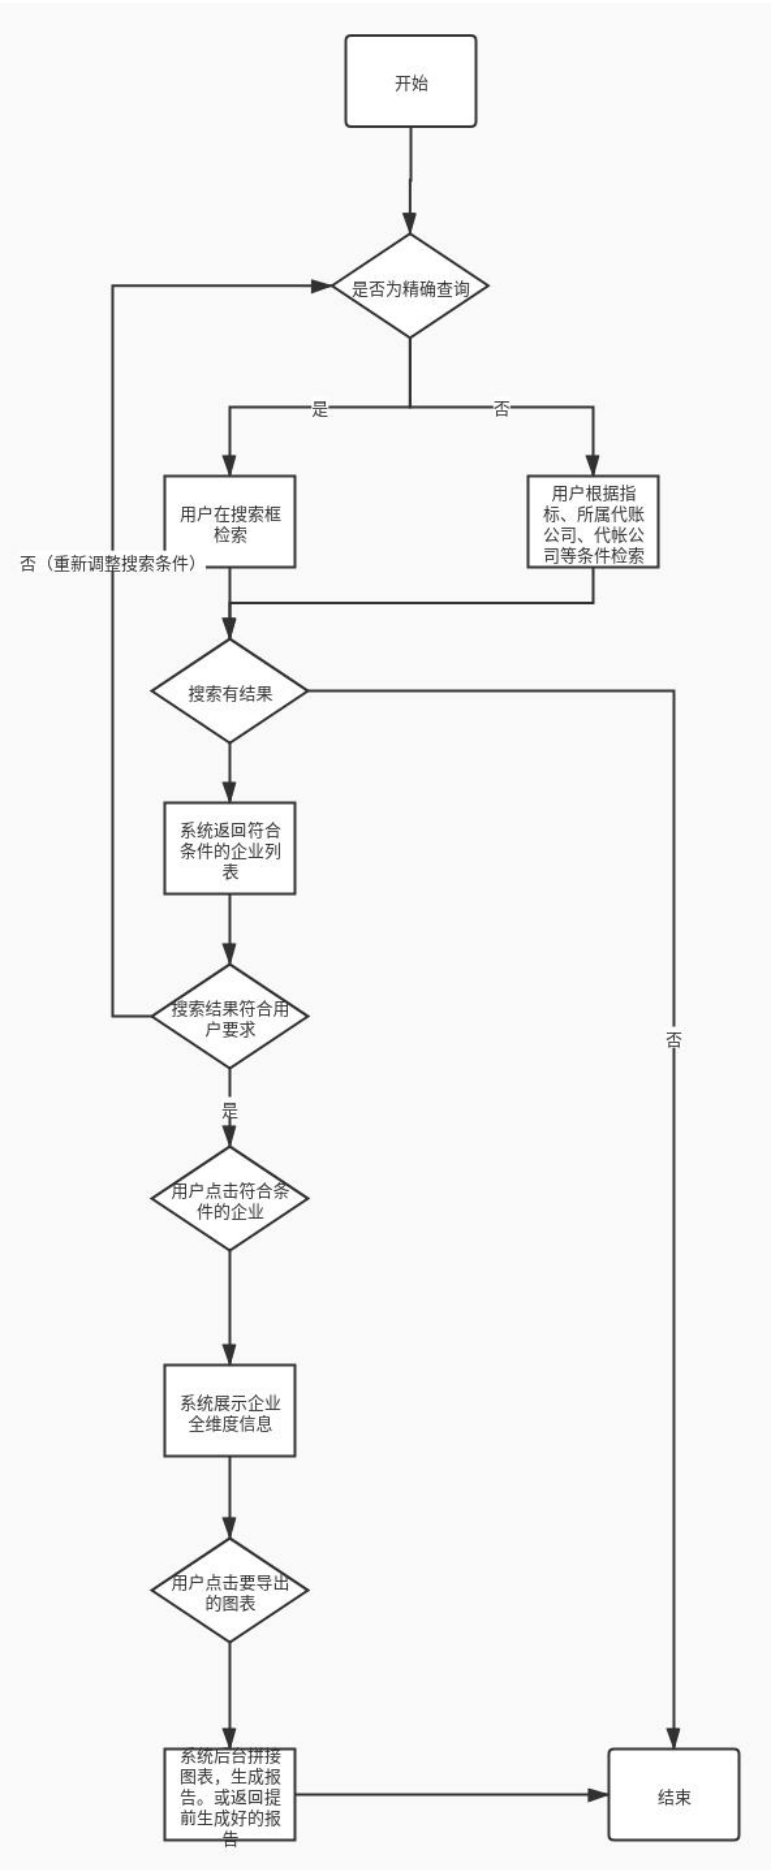 开始
是否为精确查询
是
否
用户在搜索框
检索
用户根据指
标、所属代账
公司、代帐公
司等条件检索
否（重新调整搜索条件）
搜索有结果
系统返回符合
条件的企业列
表
搜索结果符合用
户要求
否
是
用户点击符合条
件的企业
系统展示企业
全维度信息
用户点击要导出
的图表
系统后台拼接
图表，生成报
告。或返回提
前生成好的报
告
结束